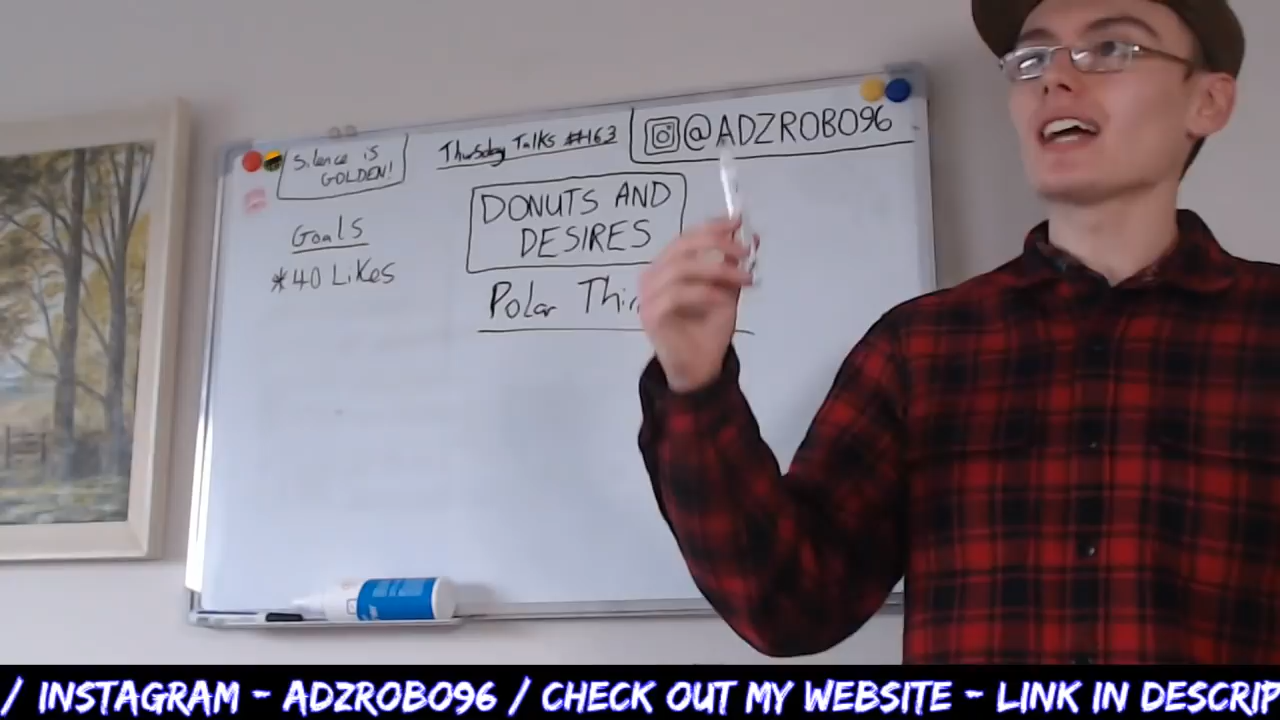 Silence is
GOLDEN!
Thursday Talks #163
@ADZROBO96
DONUTS AND
DESIRES
Goals
*40 Likes
Polar
/ INSTAGRAM - ADZROBO96 / CHECK OUT MY WEBSITE - LINK IN DESCRIP